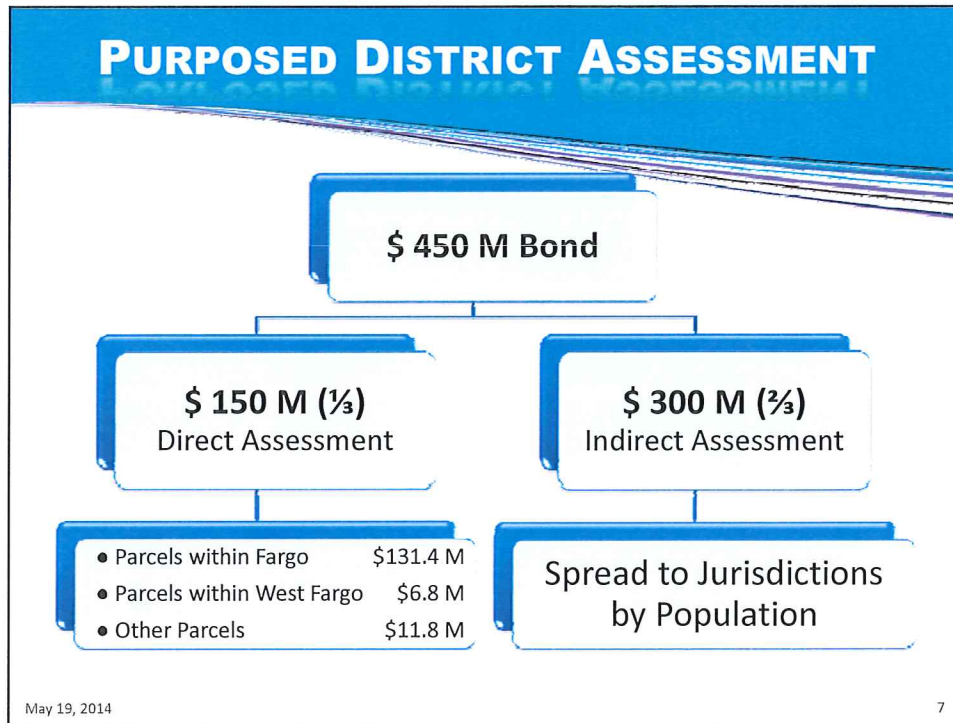 PURPOSED DISTRICT ASSESSMENT
$ 450 M Bond
$ 150 M (⅓)
Direct Assessment
$ 300 M (⅔)
Indirect Assessment
• Parcels within Fargo $131.4 M
• Parcels within West Fargo $6.8 M
• Other Parcels $11.8 M
Spread to Jurisdictions
by Population
May 19, 2014
7